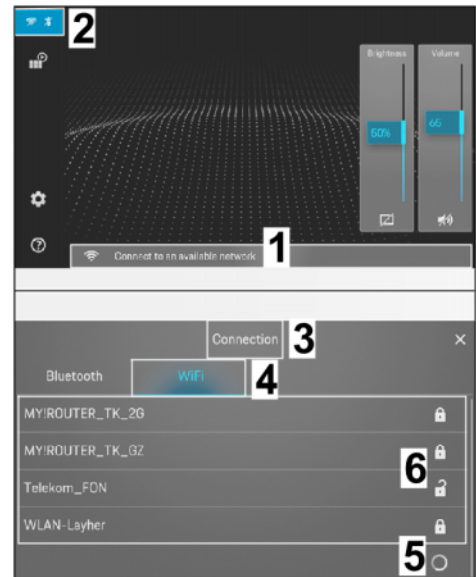 2
Brightness
Volume
60%
66
Connect to an available network
1
Connection
3
Bluetooth
WiFi
4
MY!ROUTER_TK_2G
MY!ROUTER_TK_GZ
6
Telekom_FON
WLAN-Layher
5